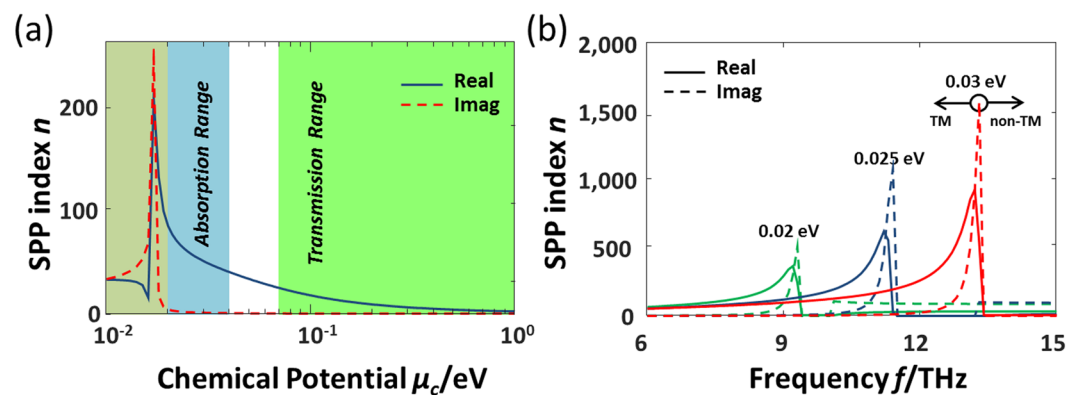 (a)
SPP index n
200
100
0
10⁻²
10⁻¹
10⁰
Chemical Potential μc/eV
Absorption Range
Transmission Range
Real
Imag
(b)
SPP index n
2,000
1,500
1,000
500
0
6
9
12
15
Frequency f/THz
Real
Imag
0.02 eV
0.025 eV
0.03 eV
TM
non-TM